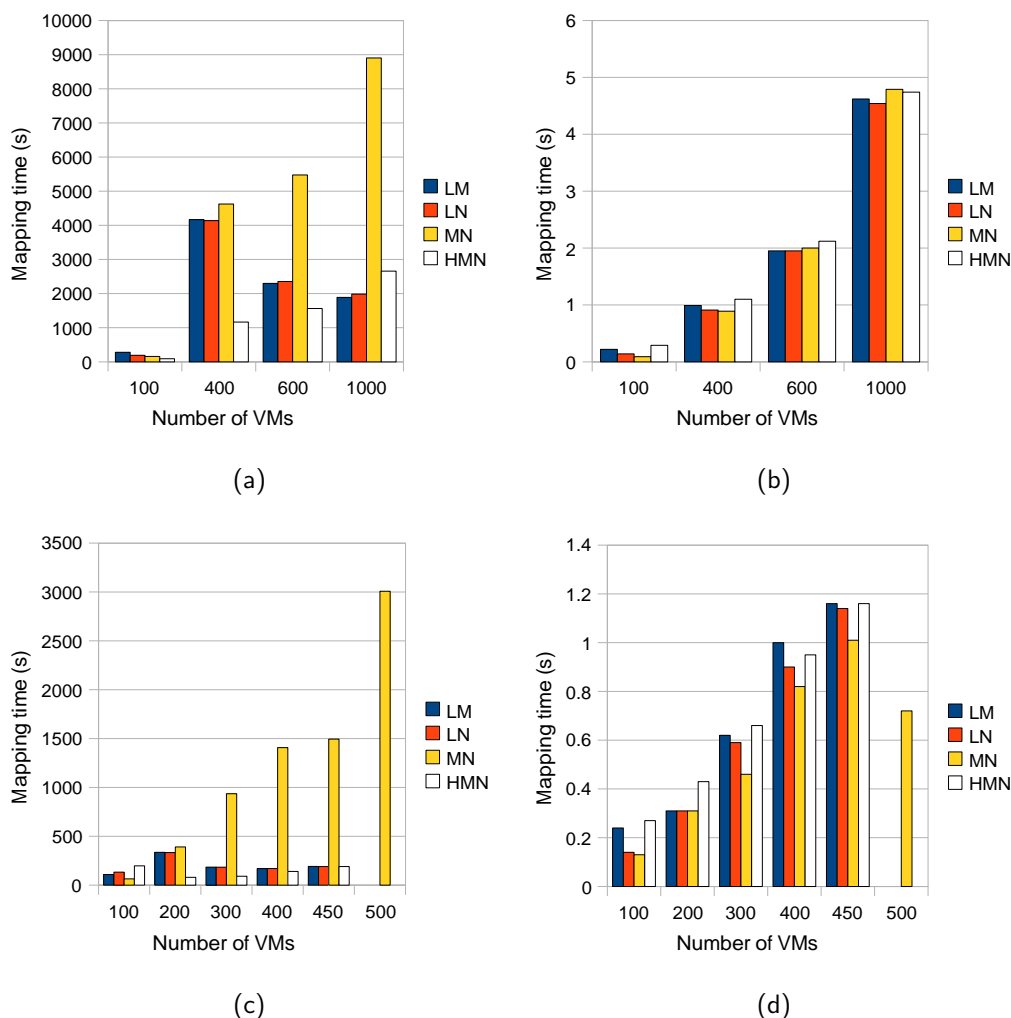 10000
9000
8000
7000
6000
5000
4000
3000
2000
1000
0
Mapping time (s)
100 400 600 1000
Number of VMs
LM
LN
MN
HMN
(a)
6
5
4
3
2
1
0
Mapping time (s)
100 400 600 1000
Number of VMs
LM
LN
MN
HMN
(b)
3500
3000
2500
2000
1500
1000
500
0
Mapping time (s)
100 200 300 400 450 500
Number of VMs
LM
LN
MN
HMN
(c)
1.4
1.2
1
0.8
0.6
0.4
0.2
0
Mapping time (s)
100 200 300 400 450 500
Number of VMs
LM
LN
MN
HMN
(d)